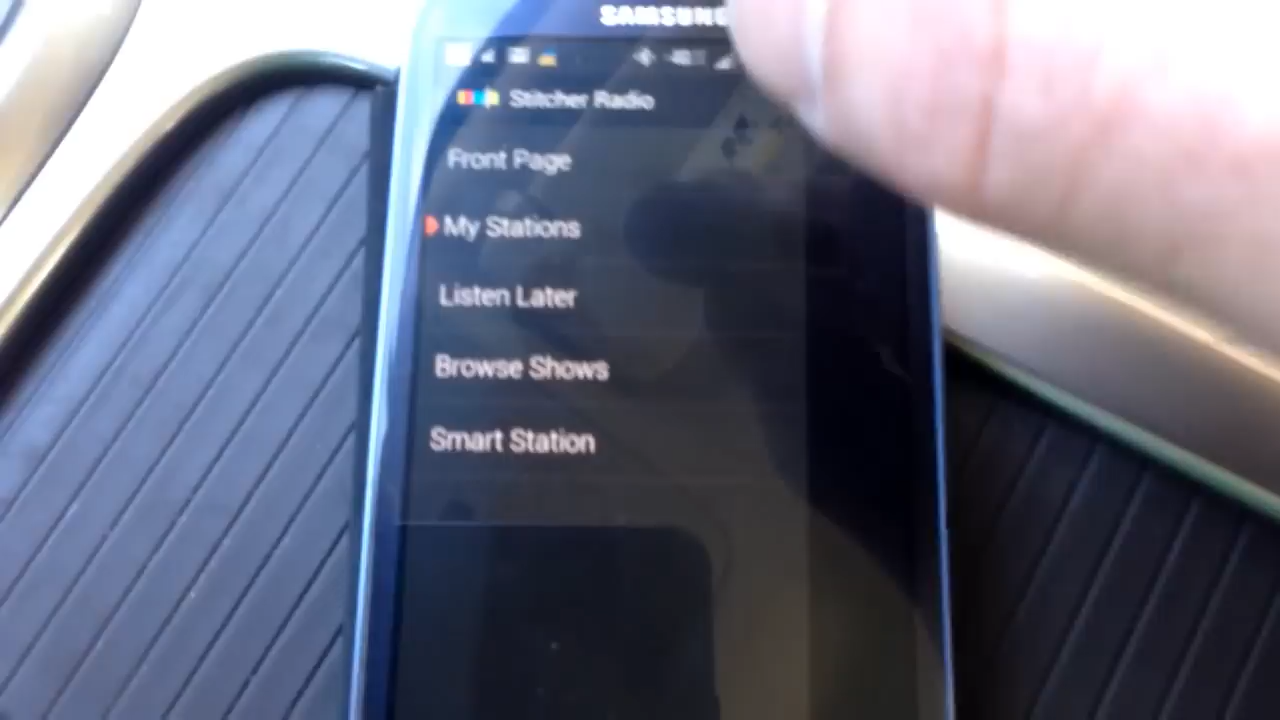 SAMSUNG
Stitcher Radio
Front Page
My Stations
Listen Later
Browse Shows
Smart Station